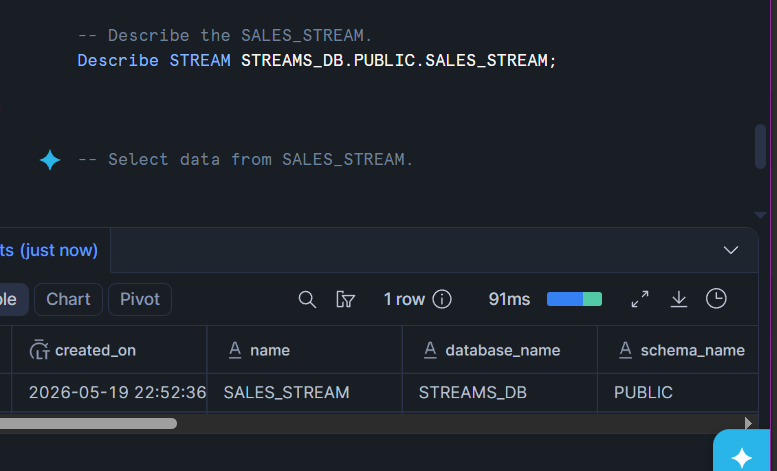 -- Describe the SALES_STREAM.
Describe STREAM STREAMS_DB.PUBLIC.SALES_STREAM;
-- Select data from SALES_STREAM.
ts (just now)
ble Chart Pivot 1 row 91ms
LT created_on A name A database_name A schema_name
2026-05-19 22:52:36 SALES_STREAM STREAMS_DB PUBLIC